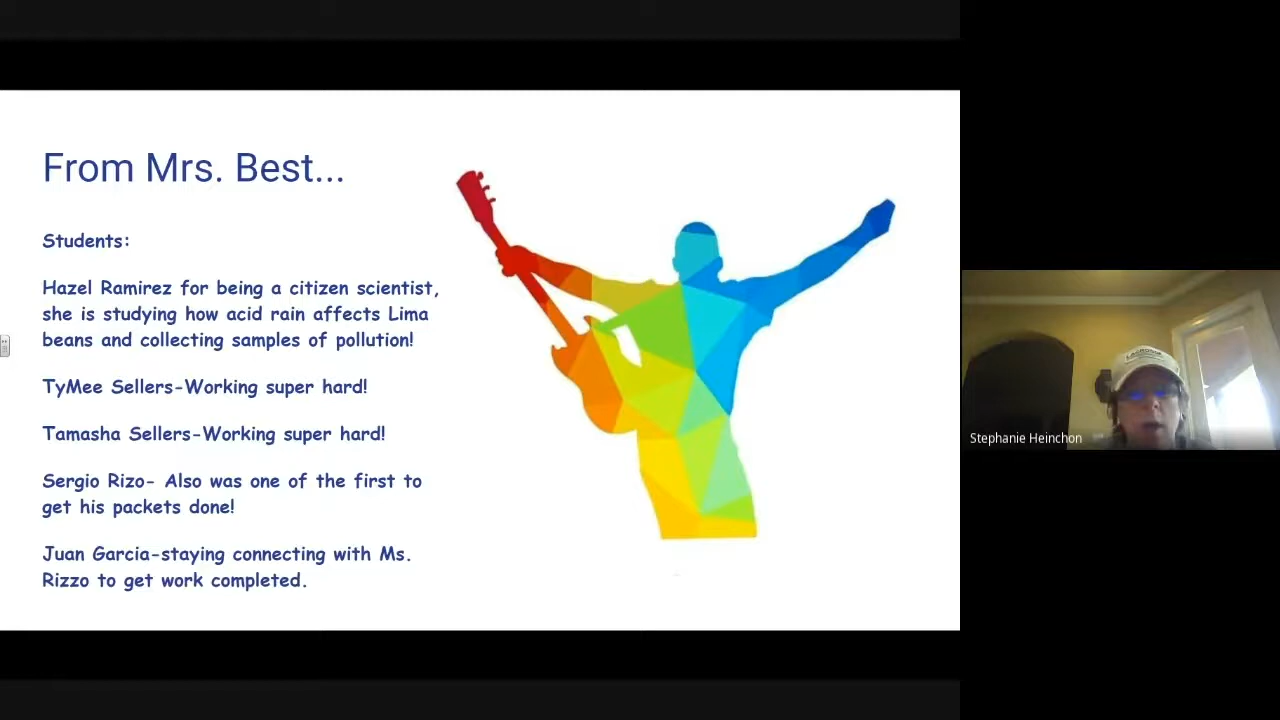 From Mrs. Best...
Students:
Hazel Ramirez for being a citizen scientist,
she is studying how acid rain affects Lima
beans and collecting samples of pollution!
TyMee Sellers-Working super hard!
Tamasha Sellers-Working super hard!
Sergio Rizo- Also was one of the first to
get his packets done!
Juan Garcia-staying connecting with Ms.
Rizzo to get work completed.
LACROSSE
Stephanie Heinchon